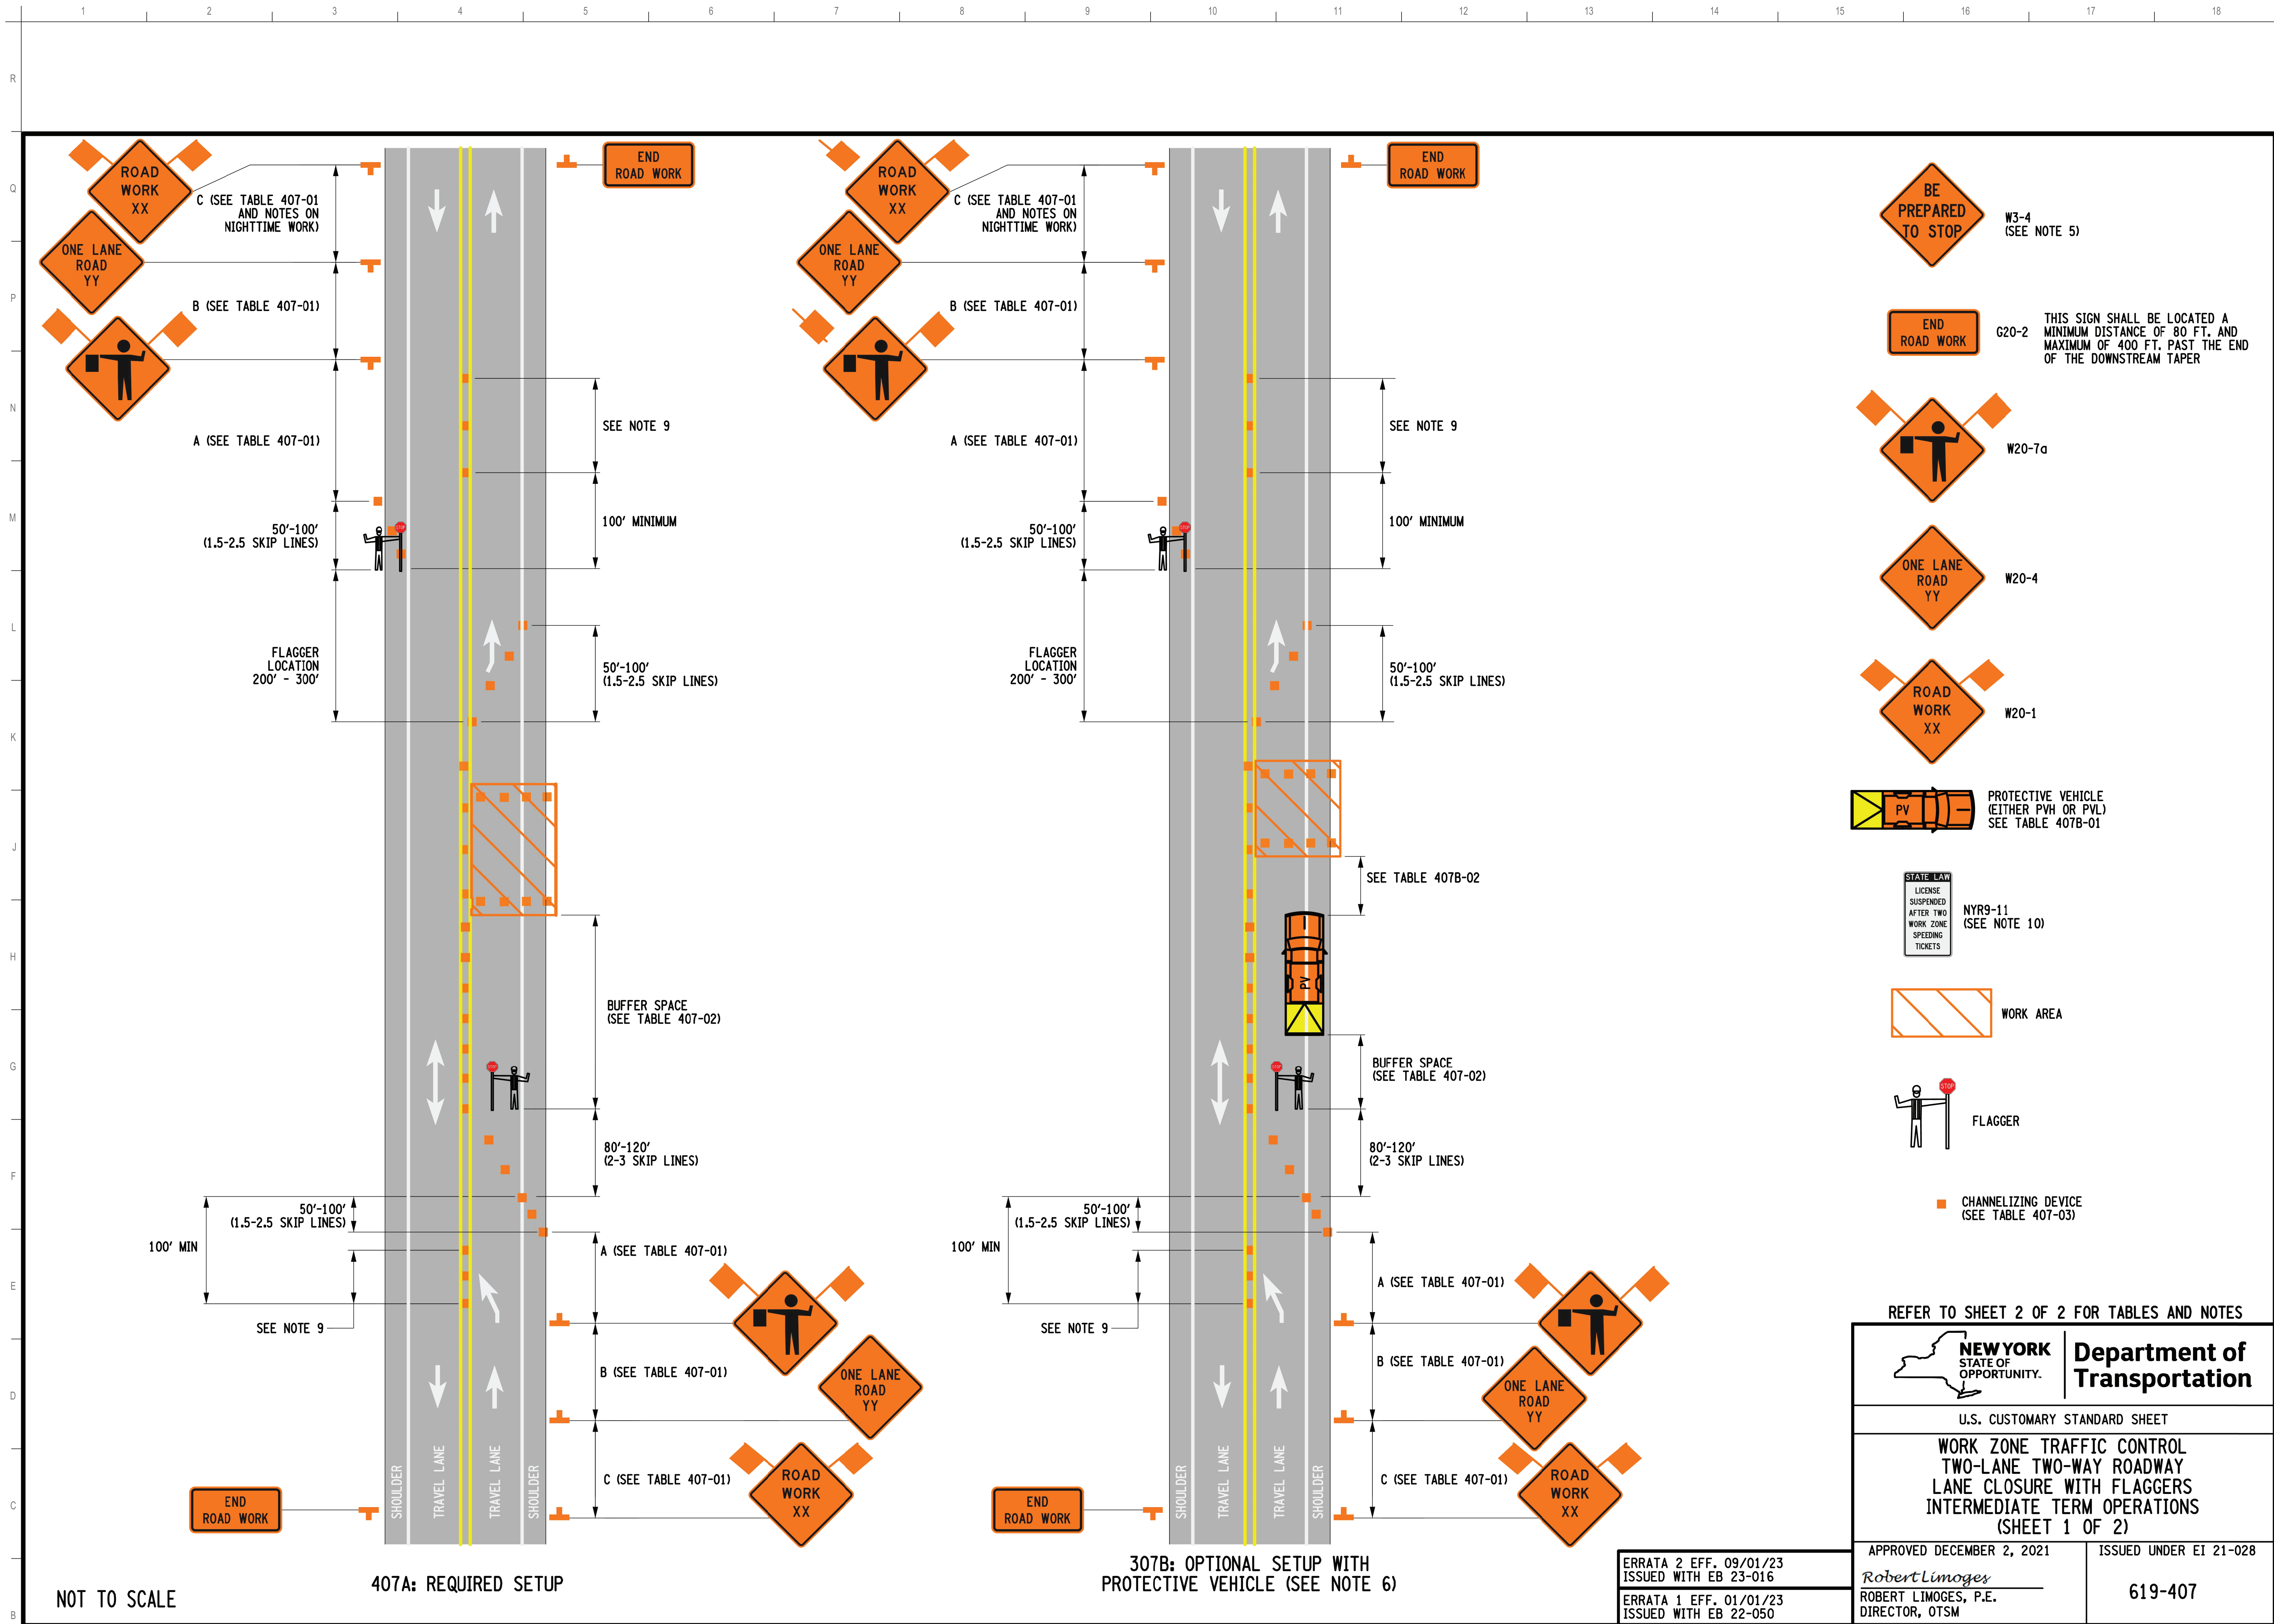 1 2 3 4 5 6 7 8 9 10 11 12 13 14 15 16 17 18
R
Q
P
N
M
L
K
J
H
G
F
E
D
C
B
ROAD
WORK
XX
C (SEE TABLE 407-01
AND NOTES ON
NIGHTTIME WORK)
ONE LANE
ROAD
YY
B (SEE TABLE 407-01)
A (SEE TABLE 407-01)
50'-100'
(1.5-2.5 SKIP LINES)
FLAGGER
LOCATION
200' - 300'
END
ROAD WORK
SEE NOTE 9
100' MINIMUM
STOP
50'-100'
(1.5-2.5 SKIP LINES)
BUFFER SPACE
(SEE TABLE 407-02)
STOP
80'-120'
(2-3 SKIP LINES)
50'-100'
(1.5-2.5 SKIP LINES)
100' MIN
SEE NOTE 9
A (SEE TABLE 407-01)
B (SEE TABLE 407-01)
ONE LANE
ROAD
YY
C (SEE TABLE 407-01)
ROAD
WORK
XX
END
ROAD WORK
SHOULDER
TRAVEL LANE
TRAVEL LANE
SHOULDER
NOT TO SCALE
407A: REQUIRED SETUP
ROAD
WORK
XX
C (SEE TABLE 407-01
AND NOTES ON
NIGHTTIME WORK)
ONE LANE
ROAD
YY
B (SEE TABLE 407-01)
A (SEE TABLE 407-01)
50'-100'
(1.5-2.5 SKIP LINES)
FLAGGER
LOCATION
200' - 300'
END
ROAD WORK
SEE NOTE 9
100' MINIMUM
STOP
50'-100'
(1.5-2.5 SKIP LINES)
SEE TABLE 407B-02
PV
BUFFER SPACE
(SEE TABLE 407-02)
STOP
80'-120'
(2-3 SKIP LINES)
50'-100'
(1.5-2.5 SKIP LINES)
100' MIN
SEE NOTE 9
A (SEE TABLE 407-01)
B (SEE TABLE 407-01)
ONE LANE
ROAD
YY
C (SEE TABLE 407-01)
ROAD
WORK
XX
END
ROAD WORK
SHOULDER
TRAVEL LANE
TRAVEL LANE
SHOULDER
307B: OPTIONAL SETUP WITH
PROTECTIVE VEHICLE (SEE NOTE 6)
BE
PREPARED
TO STOP
W3-4
(SEE NOTE 5)
END
ROAD WORK
G20-2
THIS SIGN SHALL BE LOCATED A
MINIMUM DISTANCE OF 80 FT. AND
MAXIMUM OF 400 FT. PAST THE END
OF THE DOWNSTREAM TAPER
W20-7a
ONE LANE
ROAD
YY
W20-4
ROAD
WORK
XX
W20-1
PV
PROTECTIVE VEHICLE
(EITHER PVH OR PVL)
SEE TABLE 407B-01
STATE LAW
LICENSE
SUSPENDED
AFTER TWO
WORK ZONE
SPEEDING
TICKETS
NYR9-11
(SEE NOTE 10)
WORK AREA
STOP
FLAGGER
CHANNELIZING DEVICE
(SEE TABLE 407-03)
REFER TO SHEET 2 OF 2 FOR TABLES AND NOTES
NEW YORK
STATE OF
OPPORTUNITY.
Department of
Transportation
U.S. CUSTOMARY STANDARD SHEET
WORK ZONE TRAFFIC CONTROL
TWO-LANE TWO-WAY ROADWAY
LANE CLOSURE WITH FLAGGERS
INTERMEDIATE TERM OPERATIONS
(SHEET 1 OF 2)
ERRATA 2 EFF. 09/01/23
ISSUED WITH EB 23-016
ERRATA 1 EFF. 01/01/23
ISSUED WITH EB 22-050
APPROVED DECEMBER 2, 2021
Robert Limoges
ROBERT LIMOGES, P.E.
DIRECTOR, OTSM
ISSUED UNDER EI 21-028
619-407